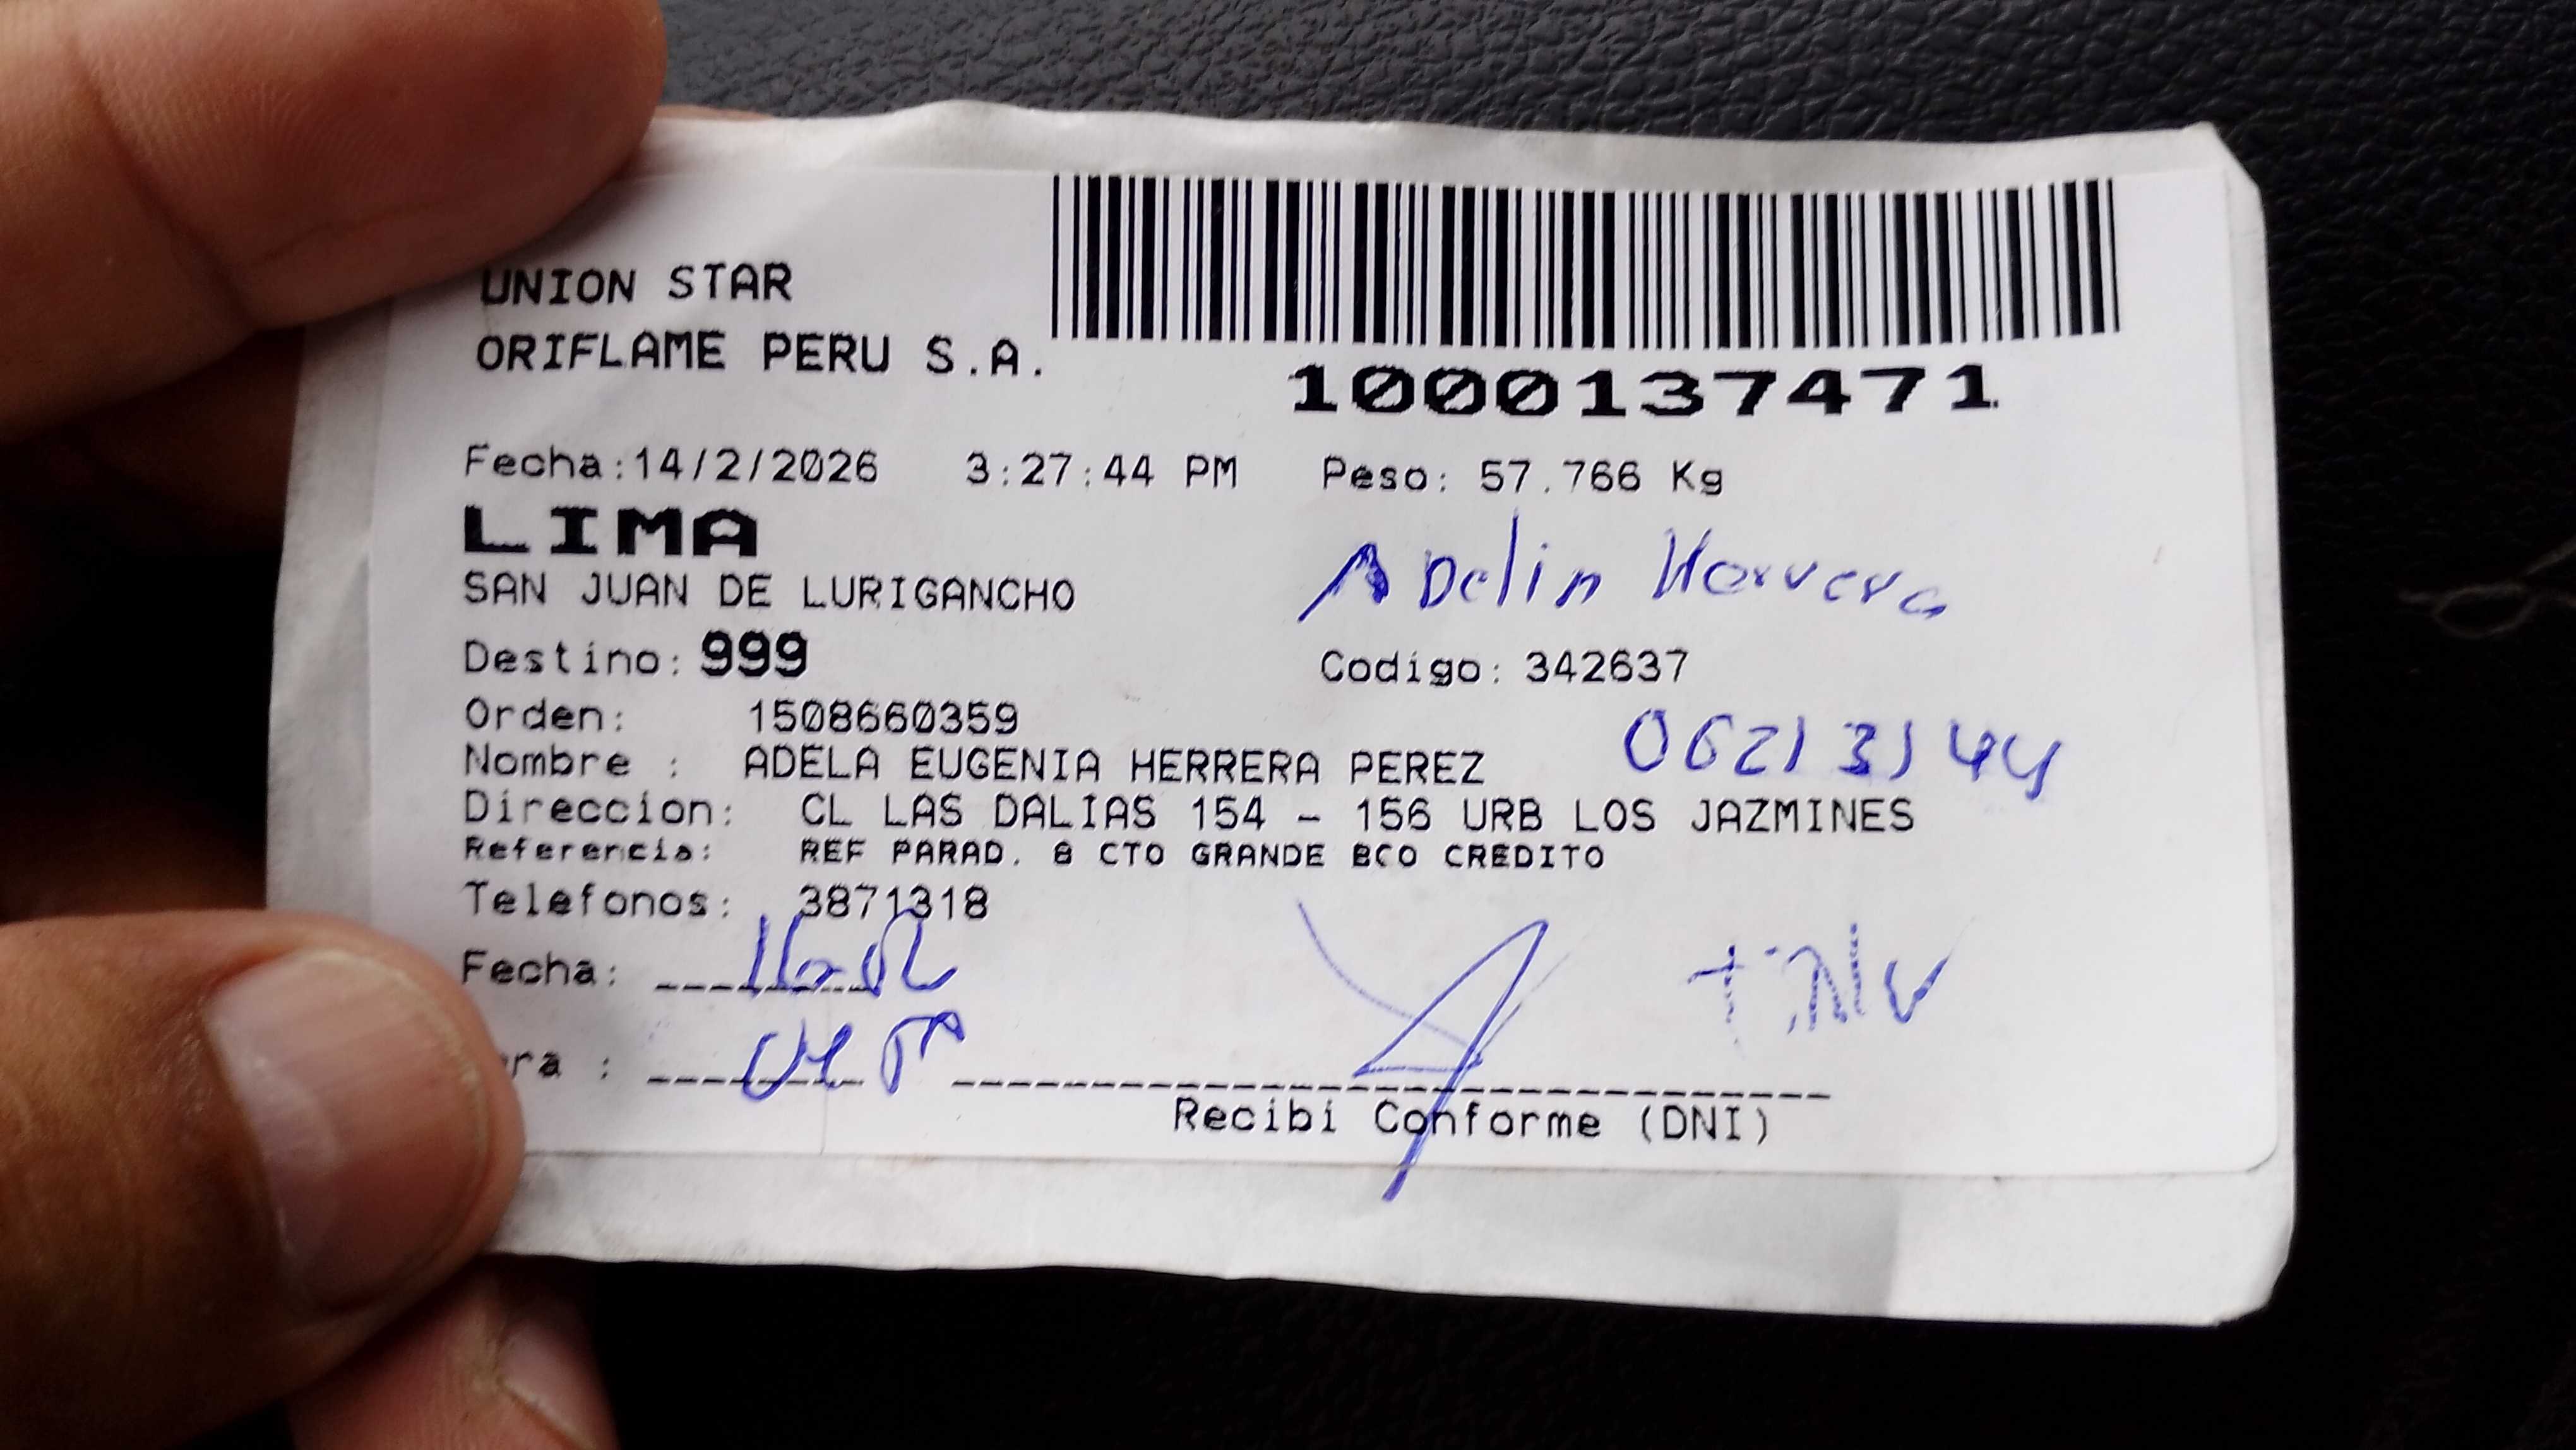 UNION STAR
ORIFLAME PERU S.A.
1000137471
Fecha:14/2/2026 3:27:44 PM Peso: 57.766 Kg
LIMA
SAN JUAN DE LURIGANCHO
Herrera
Destino: 999 Codigo: 342637
Orden: 1508660359
06213144
Nombre : ADELA EUGENIA HERRERA PEREZ
Direccion: CL LAS DALIAS 154 - 156 URB LOS JAZMINES
Referencia: REF PARAD. 8 CTO GRANDE BCO CREDITO
Telefonos: 3871318
Fecha: 16-02
ra :
Recibi Conforme (DNI)